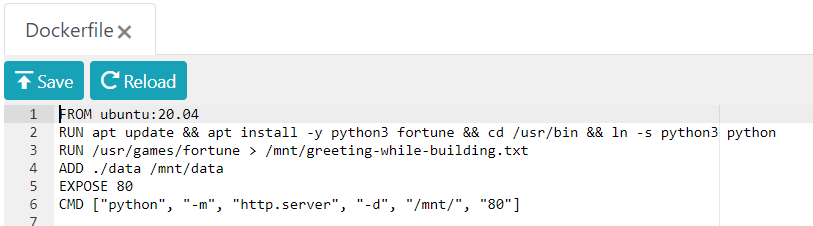 Dockerfile
Save Reload
1 FROM ubuntu:20.04
2 RUN apt update && apt install -y python3 fortune && cd /usr/bin && ln -s python3 python
3 RUN /usr/games/fortune > /mnt/greeting-while-building.txt
4 ADD ./data /mnt/data
5 EXPOSE 80
6 CMD ["python", "-m", "http.server", "-d", "/mnt/", "80"]
7